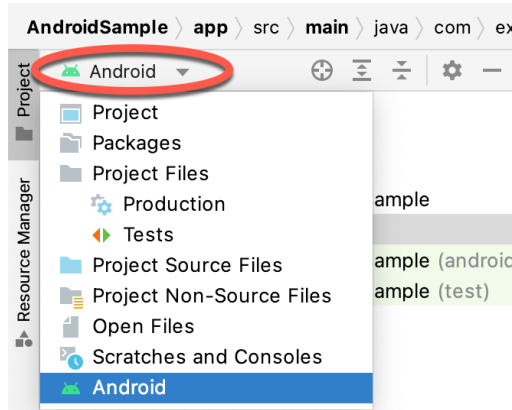 AndroidSample 〉 app 〉 src 〉 main 〉 java 〉 com 〉 ex
Project
Android
Project
Packages
Project Files
Production
ample
Tests
Project Source Files
ample (android
Project Non-Source Files
ample (test)
Open Files
Scratches and Consoles
Android
Resource Manager